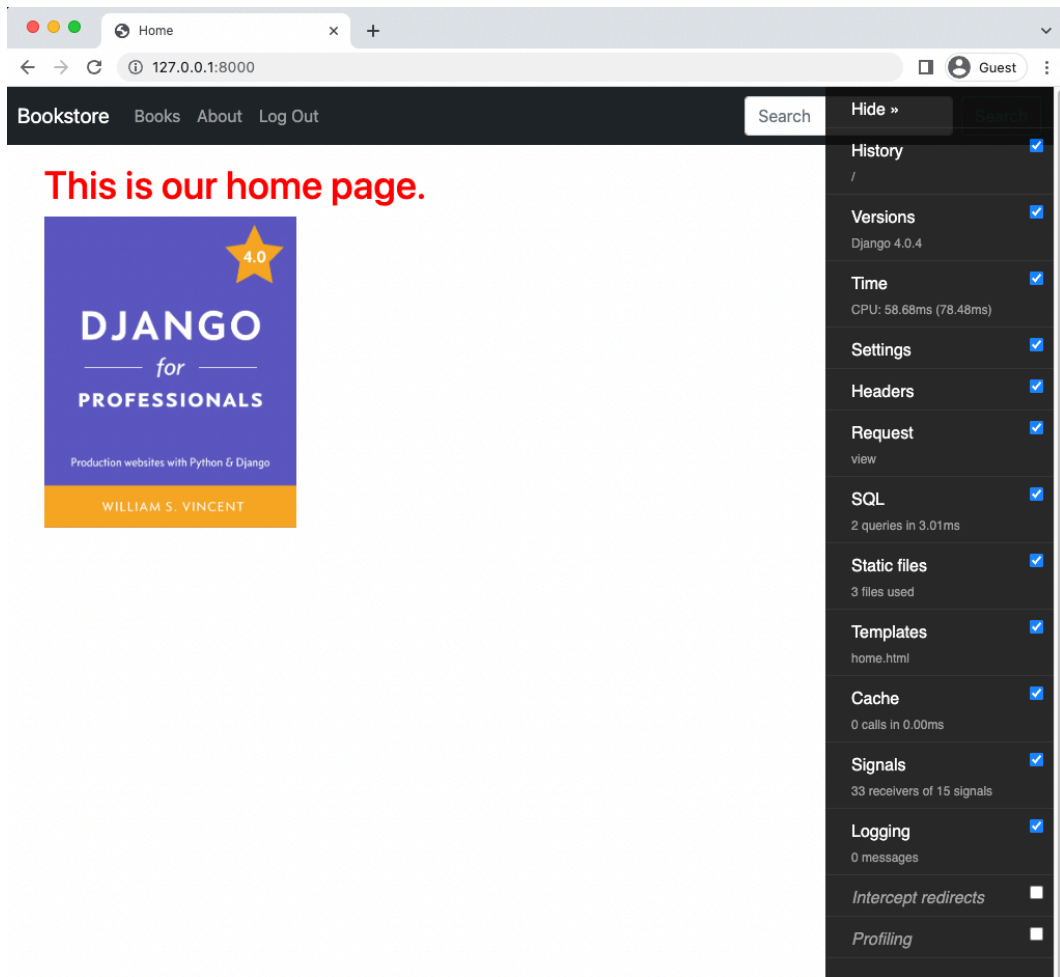 Home
127.0.0.1:8000
Guest
Bookstore Books About Log Out Search Search
This is our home page.
4.0
DJANGO
for
PROFESSIONALS
Production websites with Python & Django
WILLIAM S. VINCENT
Hide »
History
/
Versions
Django 4.0.4
Time
CPU: 58.68ms (78.48ms)
Settings
Headers
Request
view
SQL
2 queries in 3.01ms
Static files
3 files used
Templates
home.html
Cache
0 calls in 0.00ms
Signals
33 receivers of 15 signals
Logging
0 messages
Intercept redirects
Profiling